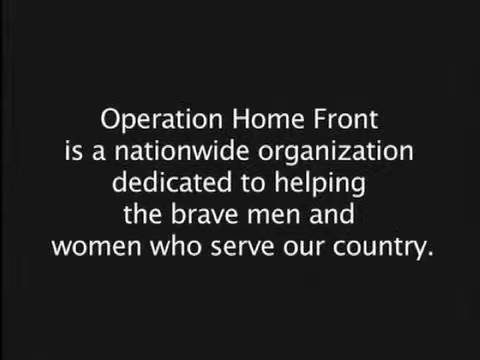 Operation Home Front
is a nationwide organization
dedicated to helping
the brave men and
women who serve our country.